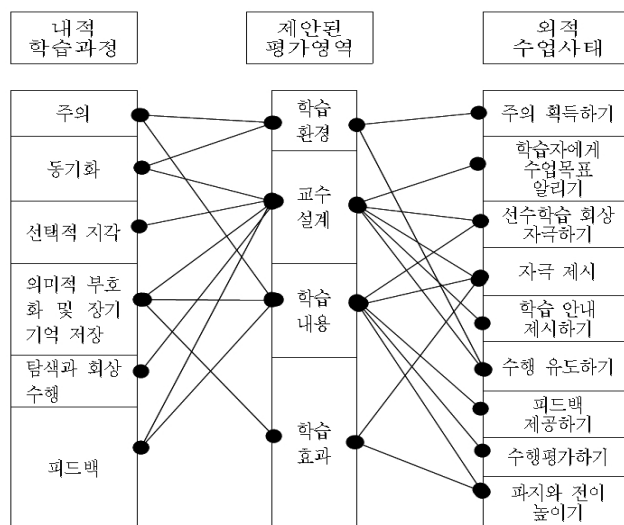 내적
학습과정
제안된
평가영역
외적
수업사태
주의
동기화
선택적 지각
의미적 부호
화 및 장기
기억 저장
탐색과 회상
수행
피드백
학습
환경
교수
설계
학습
내용
학습
효과
주의 획득하기
학습자에게
수업목표
알리기
선수학습 회상
자극하기
자극 제시
학습 안내
제시하기
수행 유도하기
피드백
제공하기
수행평가하기
파지와 전이
높이기